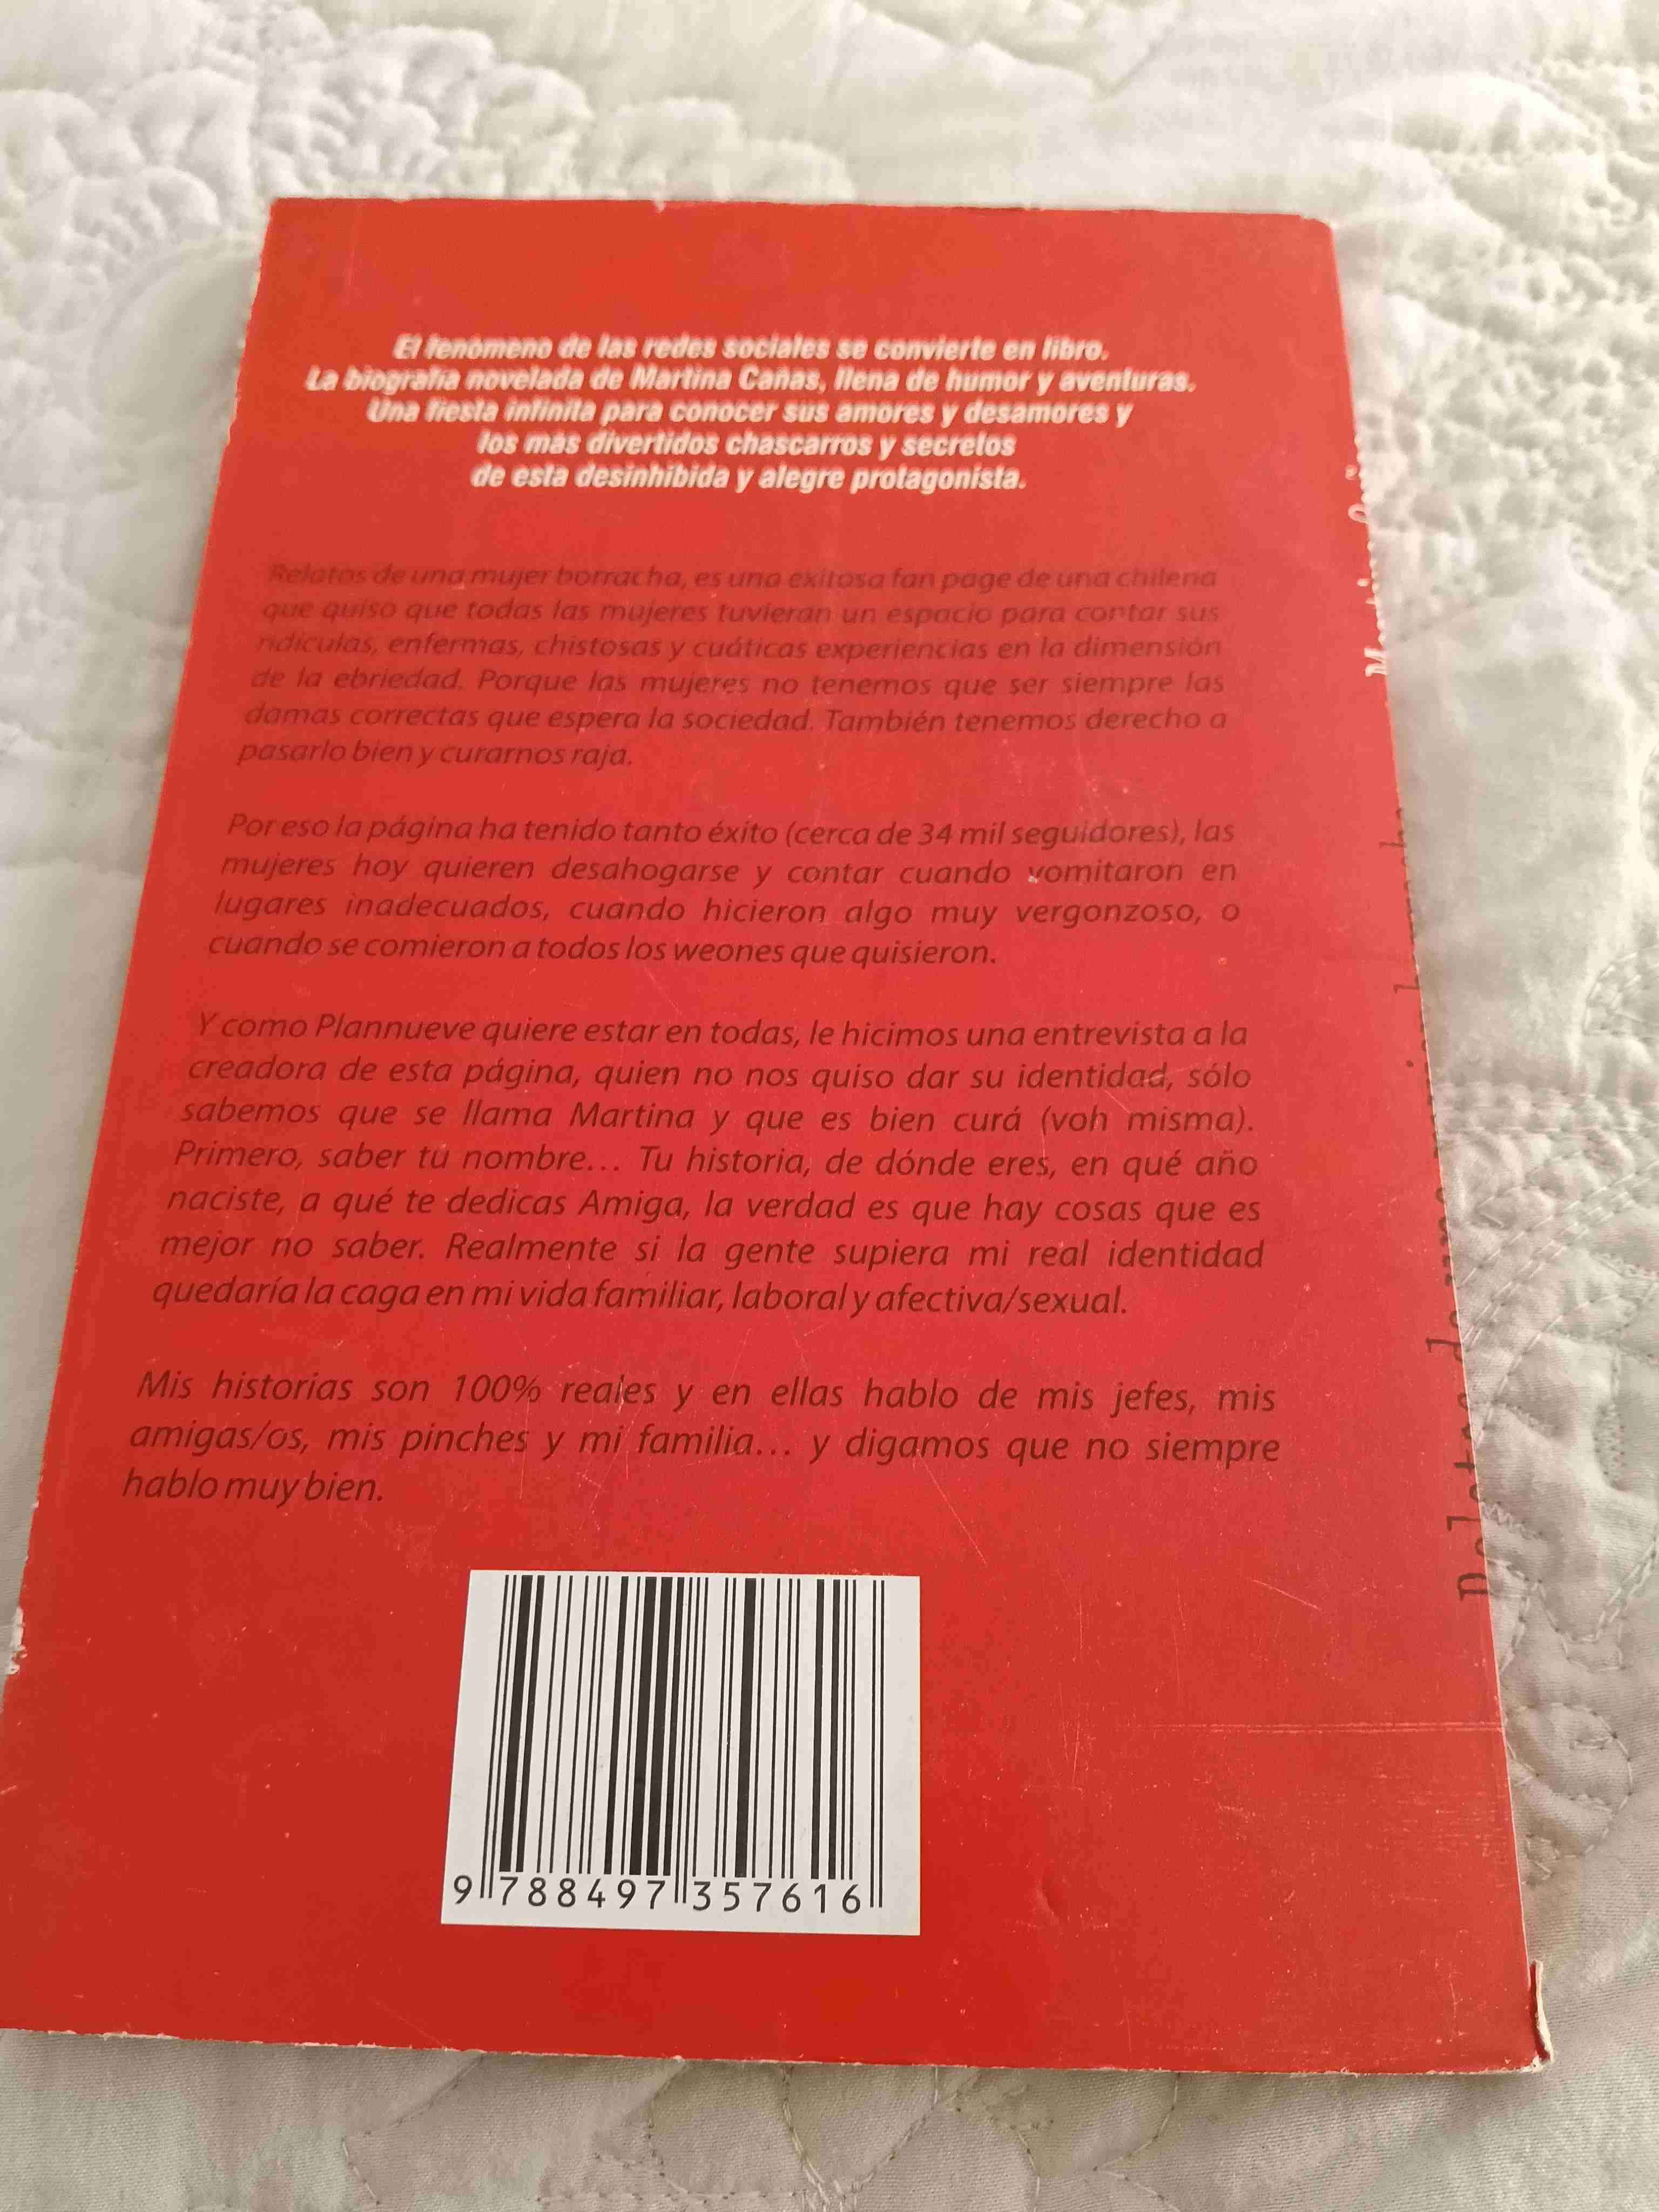 El fenómeno de las redes sociales se convierte en libro.
La biografía novelada de Martina Cañas, llena de humor y aventuras.
Una fiesta infinita para conocer sus amores y desamores y
los más divertidos chascarros y secretos
de esta desinhibida y alegre protagonista.
Relatos de una mujer borracha, es una exitosa fan page de una chilena
que quiso que todas las mujeres tuvieran un espacio para contar sus
ridículas, enfermas, chistosas y cuáticas experiencias en la dimensión
de la ebriedad. Porque las mujeres no tenemos que ser siempre las
damas correctas que espera la sociedad. También tenemos derecho a
pasarlo bien y curarnos raja.
Por eso la página ha tenido tanto éxito (cerca de 34 mil seguidores), las
mujeres hoy quieren desahogarse y contar cuando vomitaron en
lugares inadecuados, cuando hicieron algo muy vergonzoso, o
cuando se comieron a todos los weones que quisieron.
Y como Plannueve quiere estar en todas, le hicimos una entrevista a la
creadora de esta página, quien no nos quiso dar su identidad, sólo
sabemos que se llama Martina y que es bien curá (voh misma).
Primero, saber tú nombre... Tu historia, de dónde eres, en qué año
naciste, a qué te dedicas Amiga, la verdad es que hay cosas que es
mejor no saber. Realmente si la gente supiera mi real identidad
quedaría la caga en mi vida familiar, laboral y afectiva/sexual.
Mis historias son 100% reales y en ellas hablo de mis jefes, mis
amigas/os, mis pinches y mi familia... y digamos que no siempre
hablo muy bien.
9 788497 357616